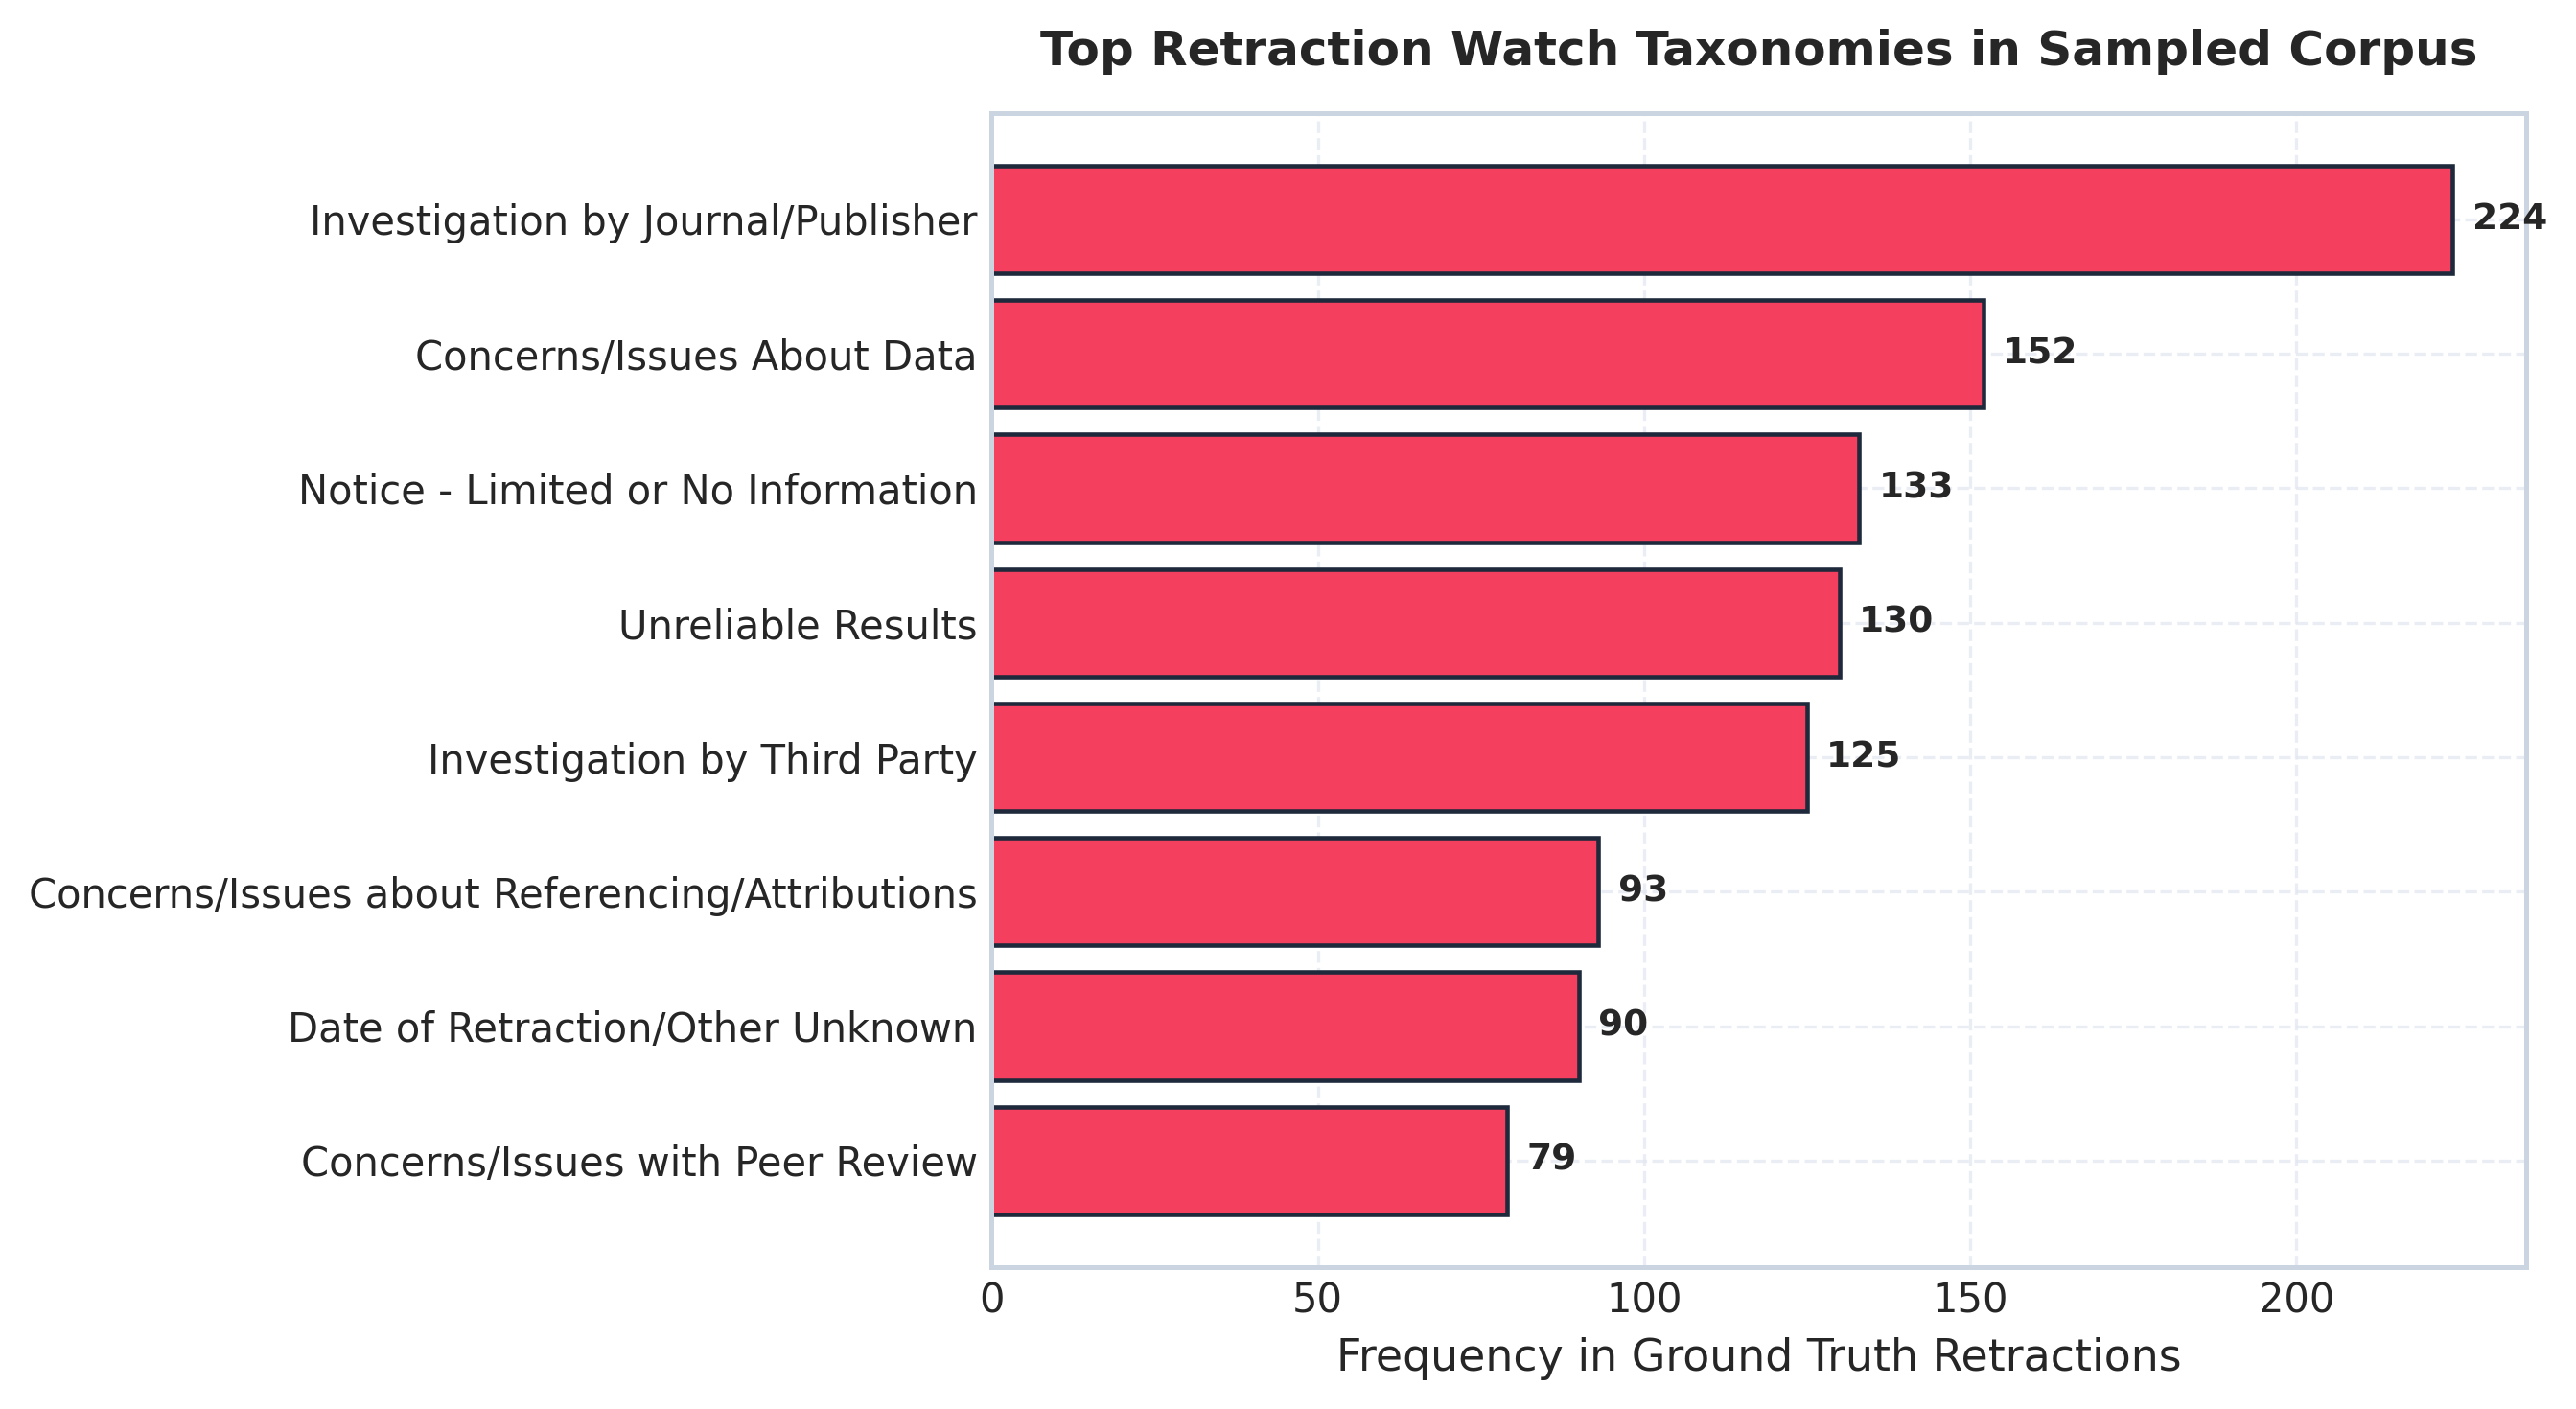 Top Retraction Watch Taxonomies in Sampled Corpus
Investigation by Journal/Publisher 224
Concerns/Issues About Data 152
Notice - Limited or No Information 133
Unreliable Results 130
Investigation by Third Party 125
Concerns/Issues about Referencing/Attributions 93
Date of Retraction/Other Unknown 90
Concerns/Issues with Peer Review 79
0 50 100 150 200
Frequency in Ground Truth Retractions